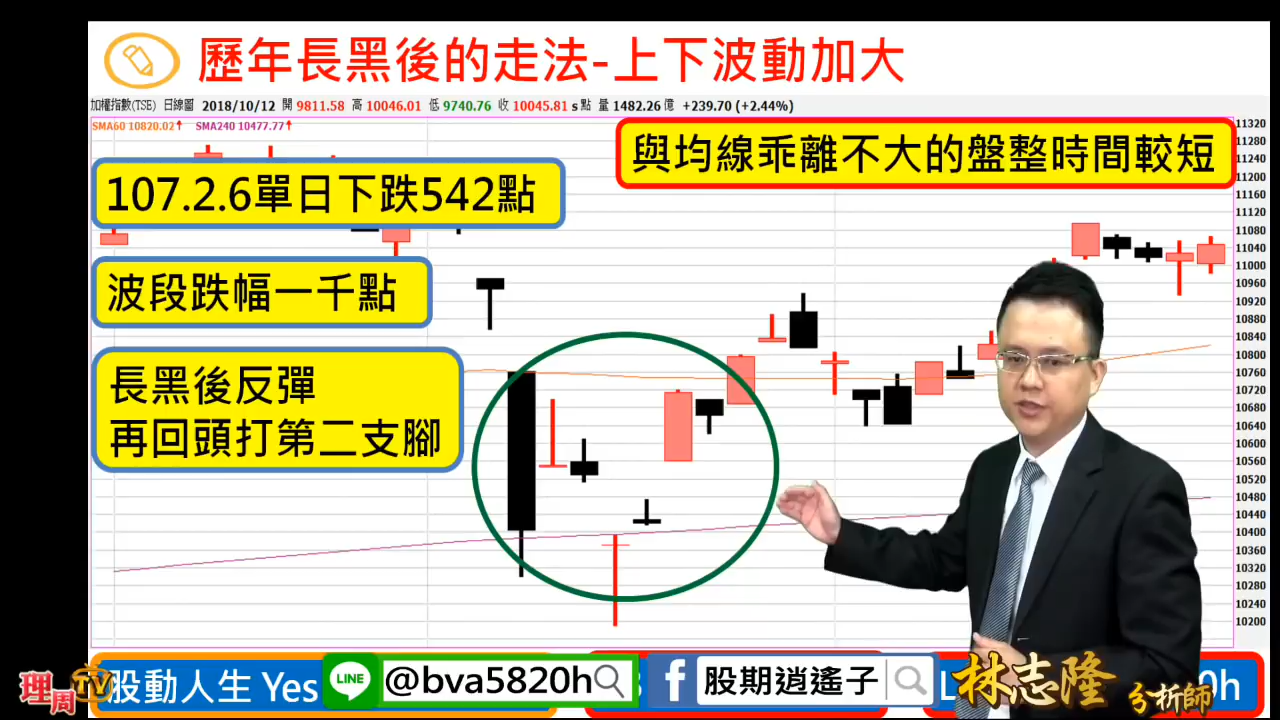 歷年長黑後的走法-上下波動加大
加權指數(TSE) 日線圖 2018/10/12 開 9811.58 高 10046.01 低 9740.76 收 10045.81 s點 量 1482.26 億 +239.70 (+2.44%)
SMA60 10820.02 SMA240 10477.77
與均線乖離不大的盤整時間較短
107.2.6單日下跌542點
波段跌幅一千點
長黑後反彈
再回頭打第二支腳
11320
11280
11240
11200
11160
11120
11080
11040
11000
10960
10920
10880
10840
10800
10760
10720
10680
10640
10600
10560
10520
10480
10440
10400
10360
10320
10280
10240
10200
理周TV
股動人生 Yes
LINE
@bva5820h
f
股期逍遙子
林志隆 分析師